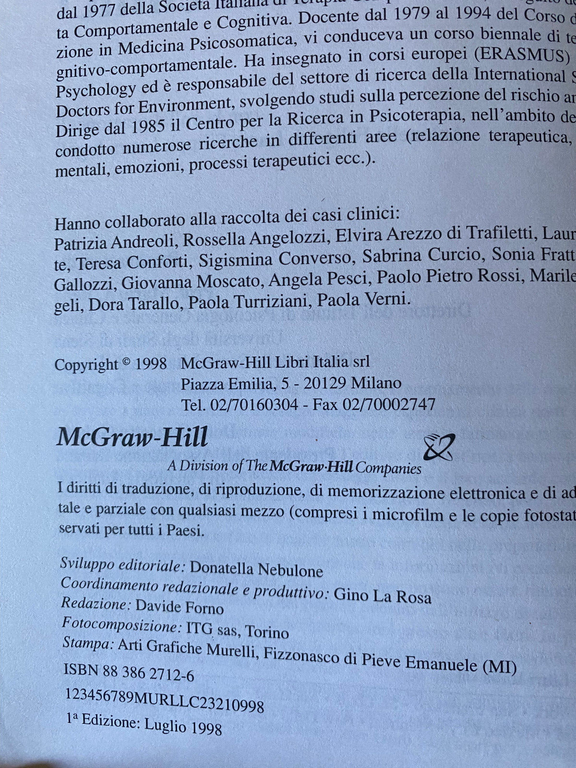 dal 1977 della Società Italiana di Terapia
ta Comportamentale e Cognitiva. Docente dal 1979 al 1994 del Corso d
zione in Medicina Psicosomatica, vi conduceva un corso biennale di te
gnitivo-comportamentale. Ha insegnato in corsi europei (ERASMUS)
Psychology ed è responsabile del settore di ricerca della International S
Doctors for Environment, svolgendo studi sulla percezione del rischio am
Dirige dal 1985 il Centro per la Ricerca in Psicoterapia, nell'ambito de
condotto numerose ricerche in differenti aree (relazione terapeutica,
mentali, emozioni, processi terapeutici ecc.).
Hanno collaborato alla raccolta dei casi clinici:
Patrizia Andreoli, Rossella Angelozzi, Elvira Arezzo di Trafiletti, Laur
te, Teresa Conforti, Sigismina Converso, Sabrina Curcio, Sonia Fratt
Gallozzi, Giovanna Moscato, Angela Pesci, Paolo Pietro Rossi, Marile
geli, Dora Tarallo, Paola Turriziani, Paola Verni.
Copyright © 1998 McGraw-Hill Libri Italia srl
Piazza Emilia, 5 - 20129 Milano
Tel. 02/70160304 - Fax 02/70002747
McGraw-Hill
A Division of The McGraw-Hill Companies
I diritti di traduzione, di riproduzione, di memorizzazione elettronica e di ad
tale e parziale con qualsiasi mezzo (compresi i microfilm e le copie fotostat
servati per tutti i Paesi.
Sviluppo editoriale: Donatella Nebulone
Coordinamento redazionale e produttivo: Gino La Rosa
Redazione: Davide Forno
Fotocomposizione: ITG sas, Torino
Stampa: Arti Grafiche Murelli, Fizzonasco di Pieve Emanuele (MI)
ISBN 88 386 2712-6
123456789MURLLC23210998
1ª Edizione: Luglio 1998